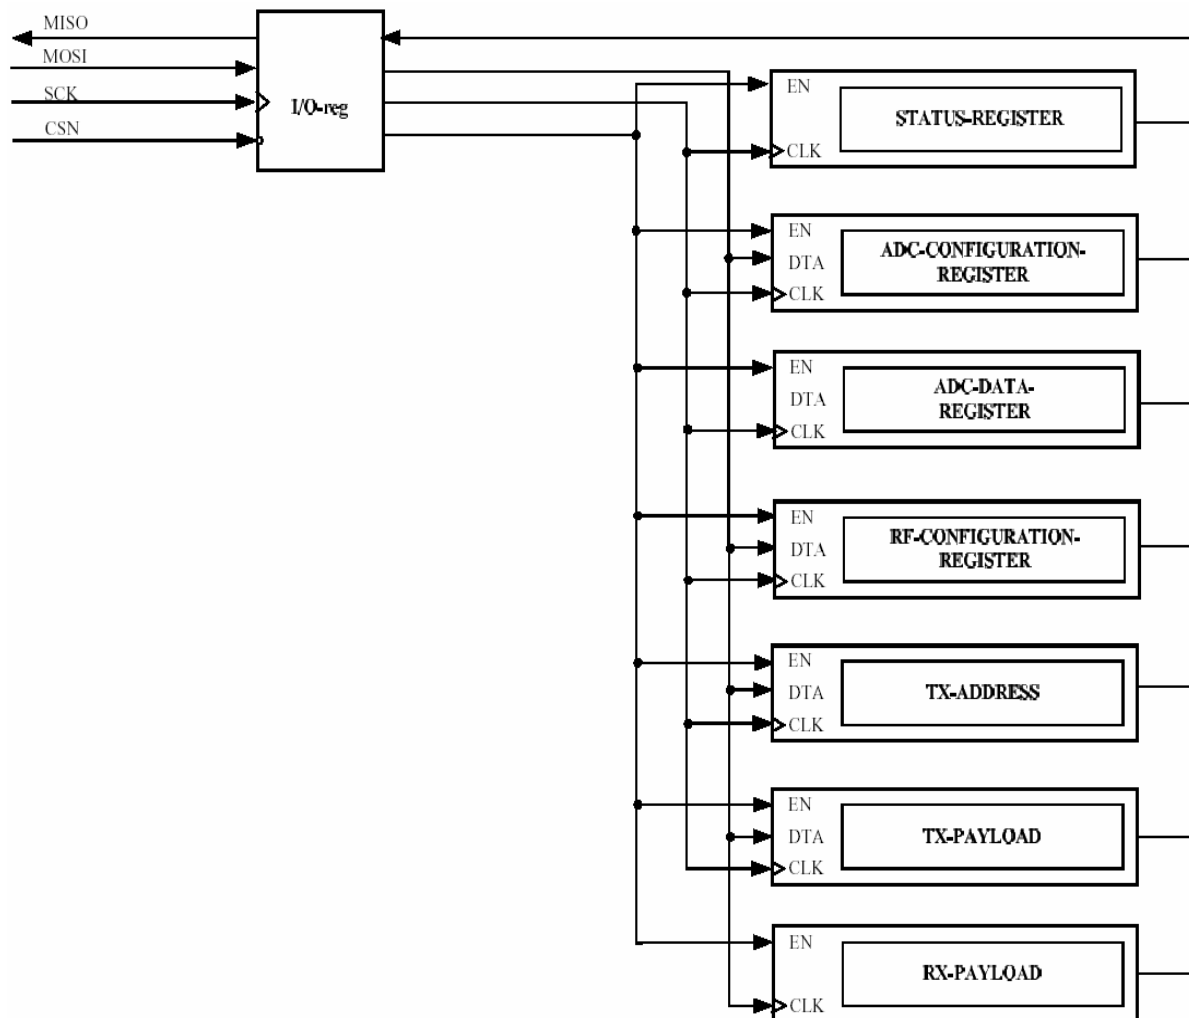 MISO
MOSI
SCK
CSN
I/O-reg
EN
STATUS-REGISTER
CLK
EN
DTA
CLK
ADC-CONFIGURATION-
REGISTER
EN
DTA
CLK
ADC-DATA-
REGISTER
EN
DTA
CLK
RF-CONFIGURATION-
REGISTER
EN
DTA
CLK
TX-ADDRESS
EN
DTA
CLK
TX-PAYLOAD
EN
CLK
RX-PAYLOAD